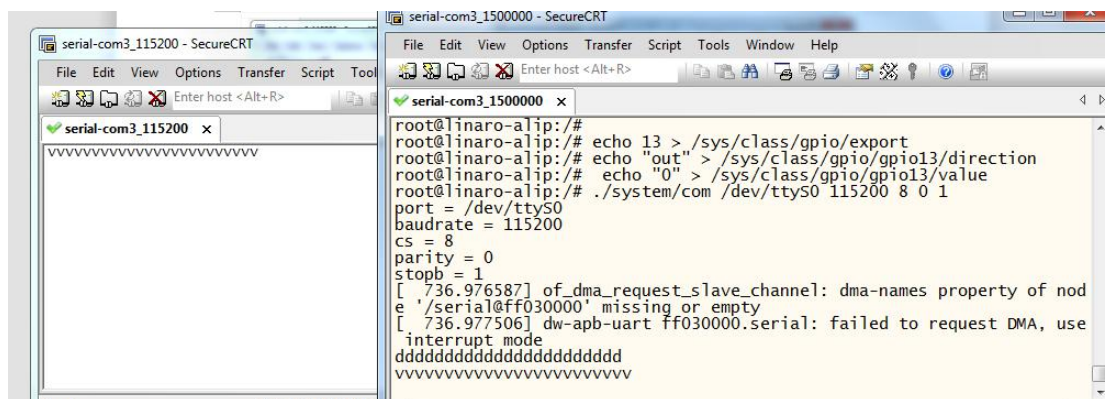 serial-com3_115200 - SecureCRT
File Edit View Options Transfer Script Tool
Enter host <Alt+R>
serial-com3_115200 x
vvvvvvvvvvvvvvvvvvvvvvvv
serial-com3_1500000 - SecureCRT
File Edit View Options Transfer Script Tools Window Help
Enter host <Alt+R>
serial-com3_1500000 x
root@linaro-alip:/#
root@linaro-alip:/# echo 13 > /sys/class/gpio/export
root@linaro-alip:/# echo "out" > /sys/class/gpio/gpio13/direction
root@linaro-alip:/#  echo "0" > /sys/class/gpio/gpio13/value
root@linaro-alip:/# ./system/com /dev/ttyS0 115200 8 0 1
port = /dev/ttyS0
baudrate = 115200
cs = 8
parity = 0
stopb = 1
[  736.976587] of_dma_request_slave_channel: dma-names property of nod
e '/serial@ff030000' missing or empty
[  736.977506] dw-apb-uart ff030000.serial: failed to request DMA, use
 interrupt mode
dddddddddddddddddddddddd
vvvvvvvvvvvvvvvvvvvvvvvv